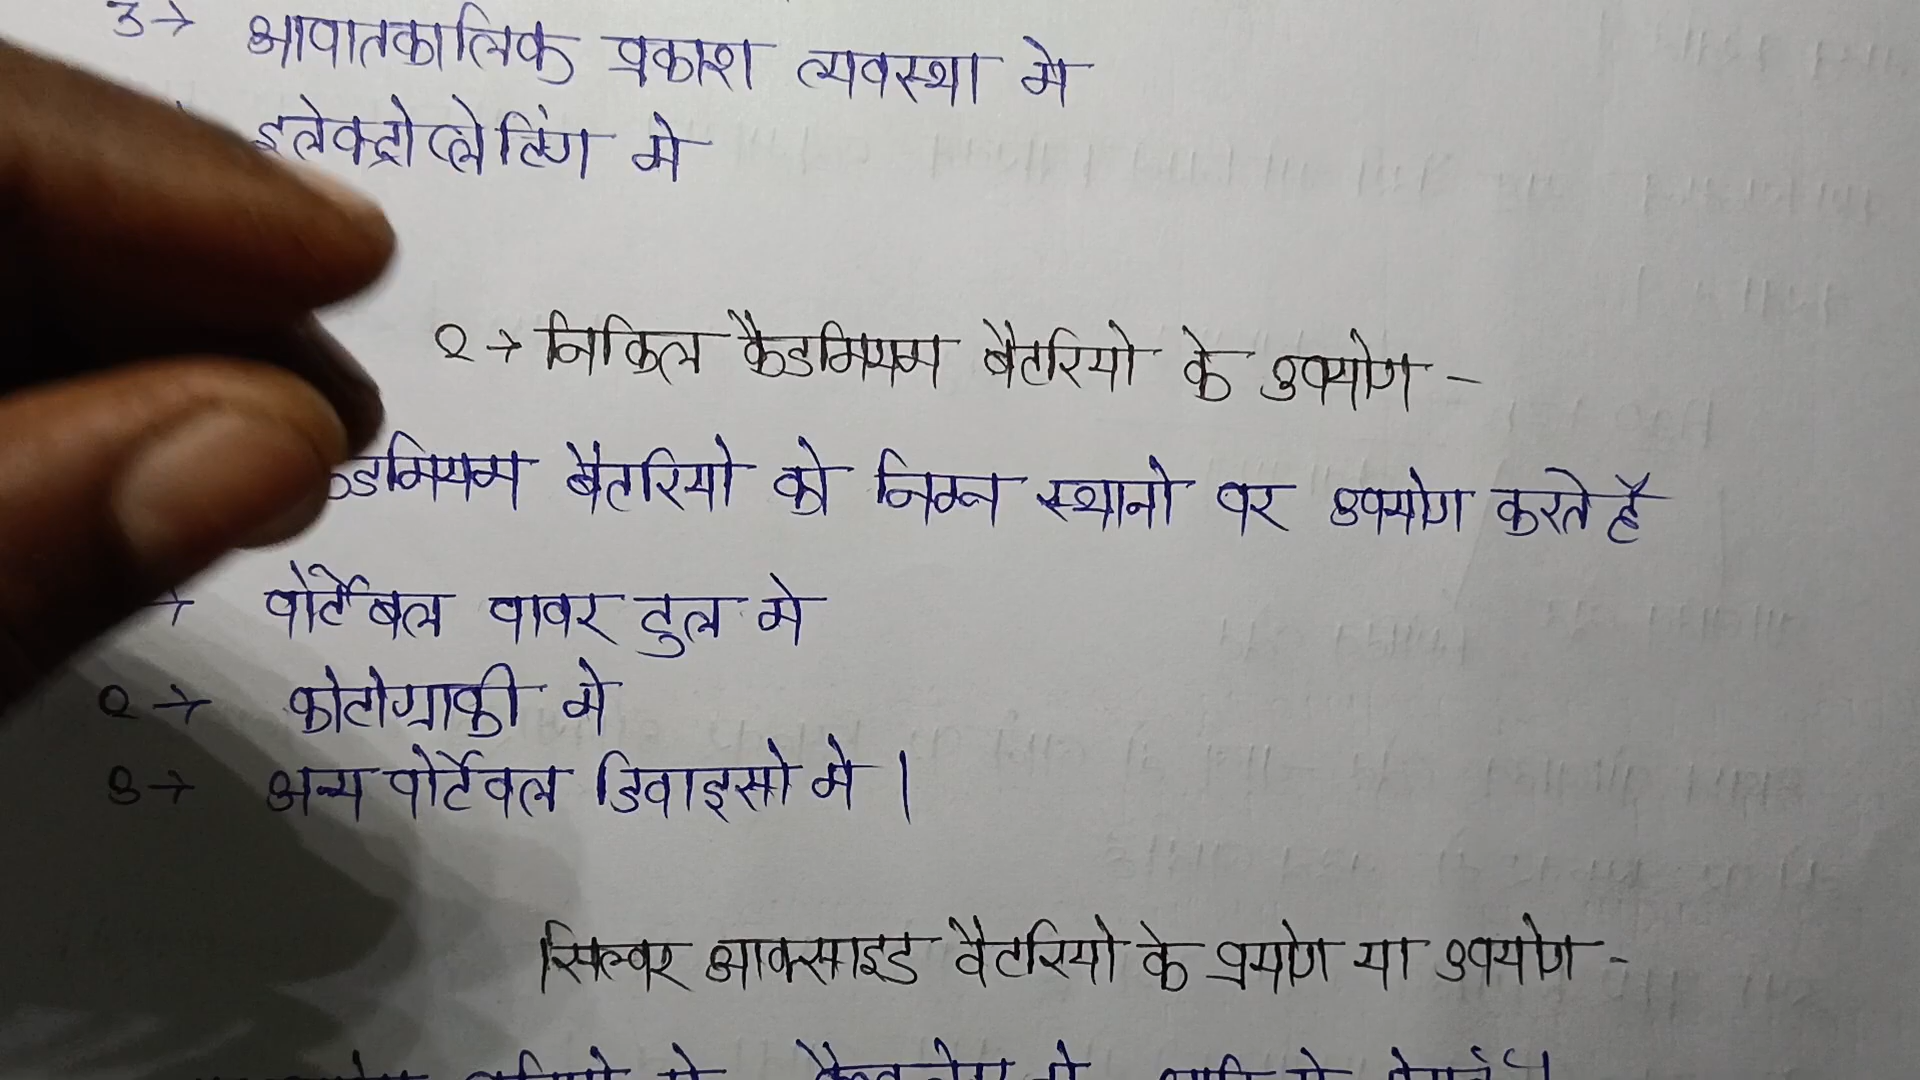 3→ आपातकालिक प्रकाश व्यवस्था मे
इलेक्ट्रोप्लेटिंग मे
2→ निकिल कैडमियम बैटरियो के उपयोग -
कैडमियम बैटरियो को निम्न स्थानो पर उपयोग करते है
→ पोर्टेबल पावर टुल मे
2→ फोटोग्राफी मे
3→ अन्य पोर्टेवल डिवाइसो मे ।
सिल्वर आक्साइड वैटरियो के प्रयोग या उपयोग -